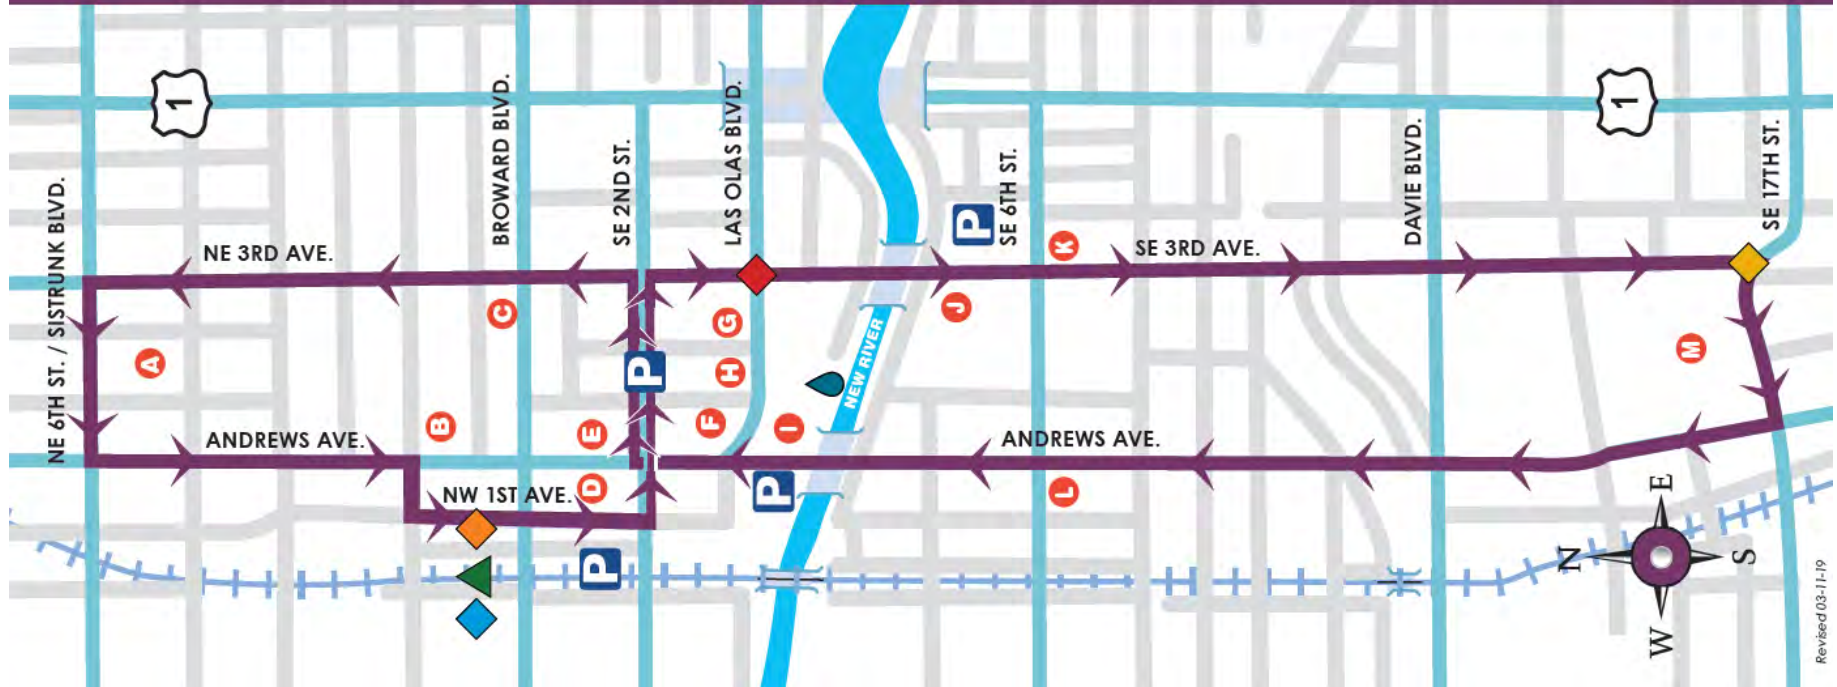 1
1
NE 6TH ST. / SISTRUNK BLVD.
BROWARD BLVD.
SE 2ND ST.
LAS OLAS BLVD.
SE 6TH ST.
DAVIE BLVD.
SE 17TH ST.
NE 3RD AVE.
SE 3RD AVE.
P
K
C
G
J
A
P
H
M
NEW RIVER
B
E
F
I
ANDREWS AVE.
ANDREWS AVE.
NW 1ST AVE.
D
P
L
P
N
E
S
W
Revised 03-11-19